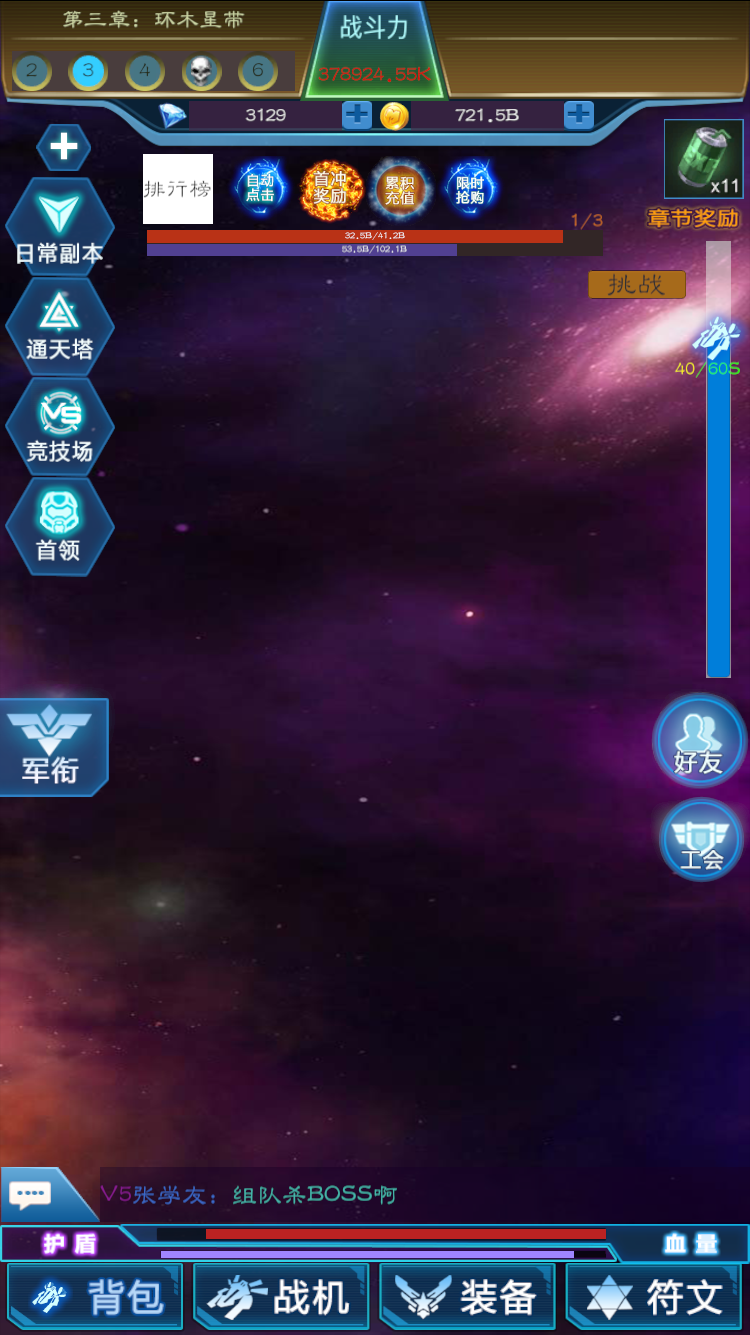 第三章：环木星带
战斗力
2 3 4 6
378924.55K
3129
721.5B
x11
排行榜
自动点击
首冲奖励
累积充值
限时抢购
1/3
章节奖励
32.5B/41.2B
53.5B/102.1B
挑战
日常副本
通天塔
40/60S
VS
竞技场
首领
军衔
好友
工会
V5张学友：组队杀BOSS啊
护盾
血量
背包
战机
装备
符文